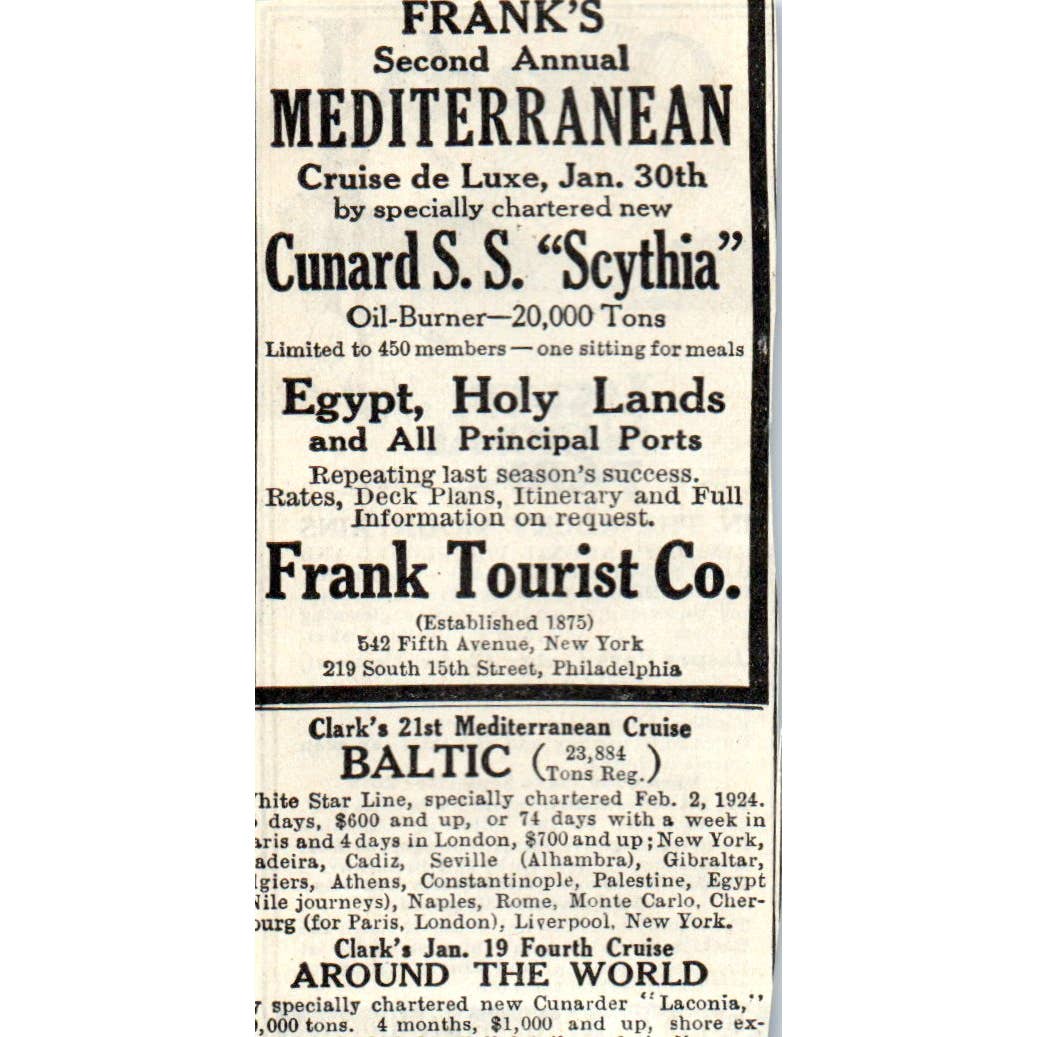 FRANK'S
Second Annual
MEDITERRANEAN
Cruise de Luxe, Jan. 30th
by specially chartered new
Cunard S. S. “Scythia”
Oil-Burner—20,000 Tons
Limited to 450 members — one sitting for meals
Egypt, Holy Lands
and All Principal Ports
Repeating last season's success.
Rates, Deck Plans, Itinerary and Full
Information on request.
Frank Tourist Co.
(Established 1875)
542 Fifth Avenue, New York
219 South 15th Street, Philadelphia
Clark's 21st Mediterranean Cruise
BALTIC (23,884 Tons Reg.)
hite Star Line, specially chartered Feb. 2, 1924.
days, $600 and up, or 74 days with a week in
aris and 4 days in London, $700 and up; New York,
adeira, Cadiz, Seville (Alhambra), Gibraltar,
lgiers, Athens, Constantinople, Palestine, Egypt
Nile journeys), Naples, Rome, Monte Carlo, Cher-
ourg (for Paris, London), Liverpool, New York.
Clark's Jan. 19 Fourth Cruise
AROUND THE WORLD
specially chartered new Cunarder “Laconia,”
,000 tons. 4 months, $1,000 and up, shore ex-